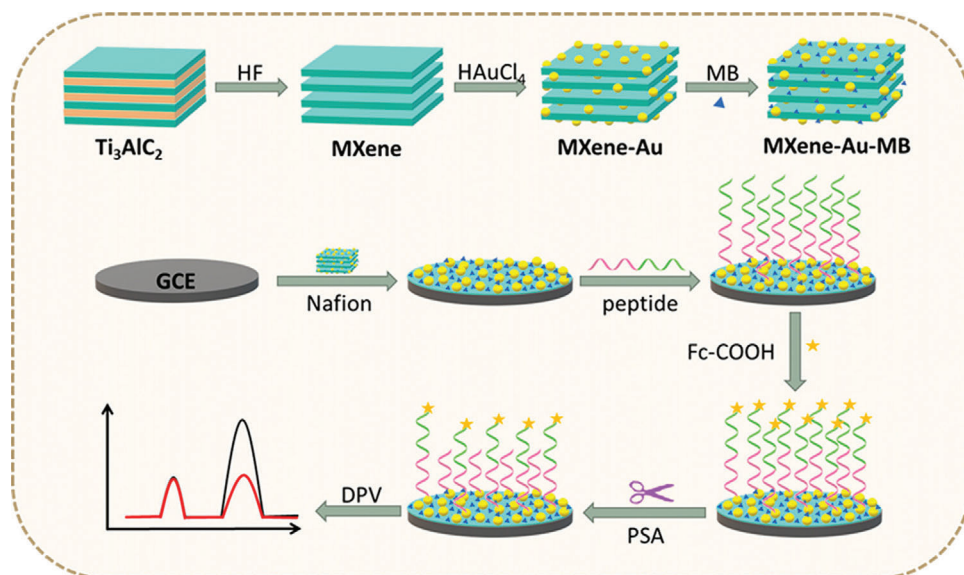 HF
HAuCl₄
MB
Ti₃AlC₂
MXene
MXene-Au
MXene-Au-MB
GCE
Nafion
peptide
Fc-COOH
DPV
PSA